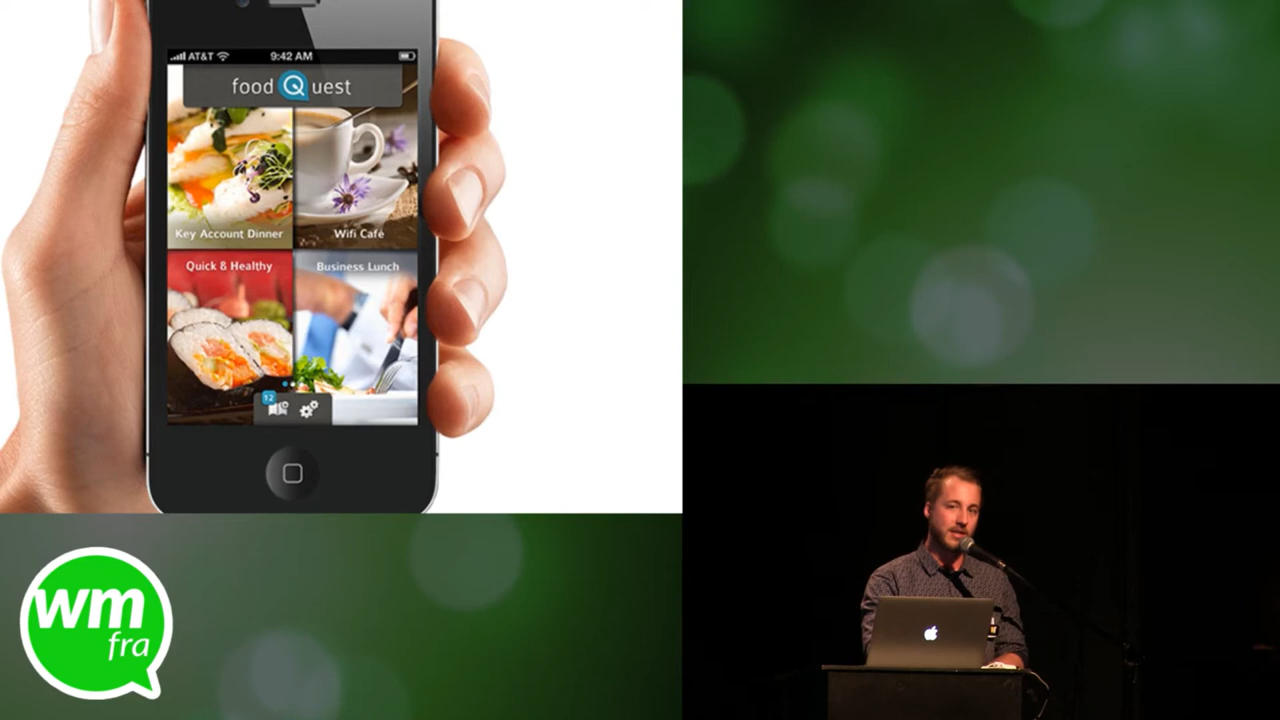 AT&T 9:42 AM
food Quest
Key Account Dinner
Wifi Café
Quick & Healthy
Business Lunch
12
wm
fra